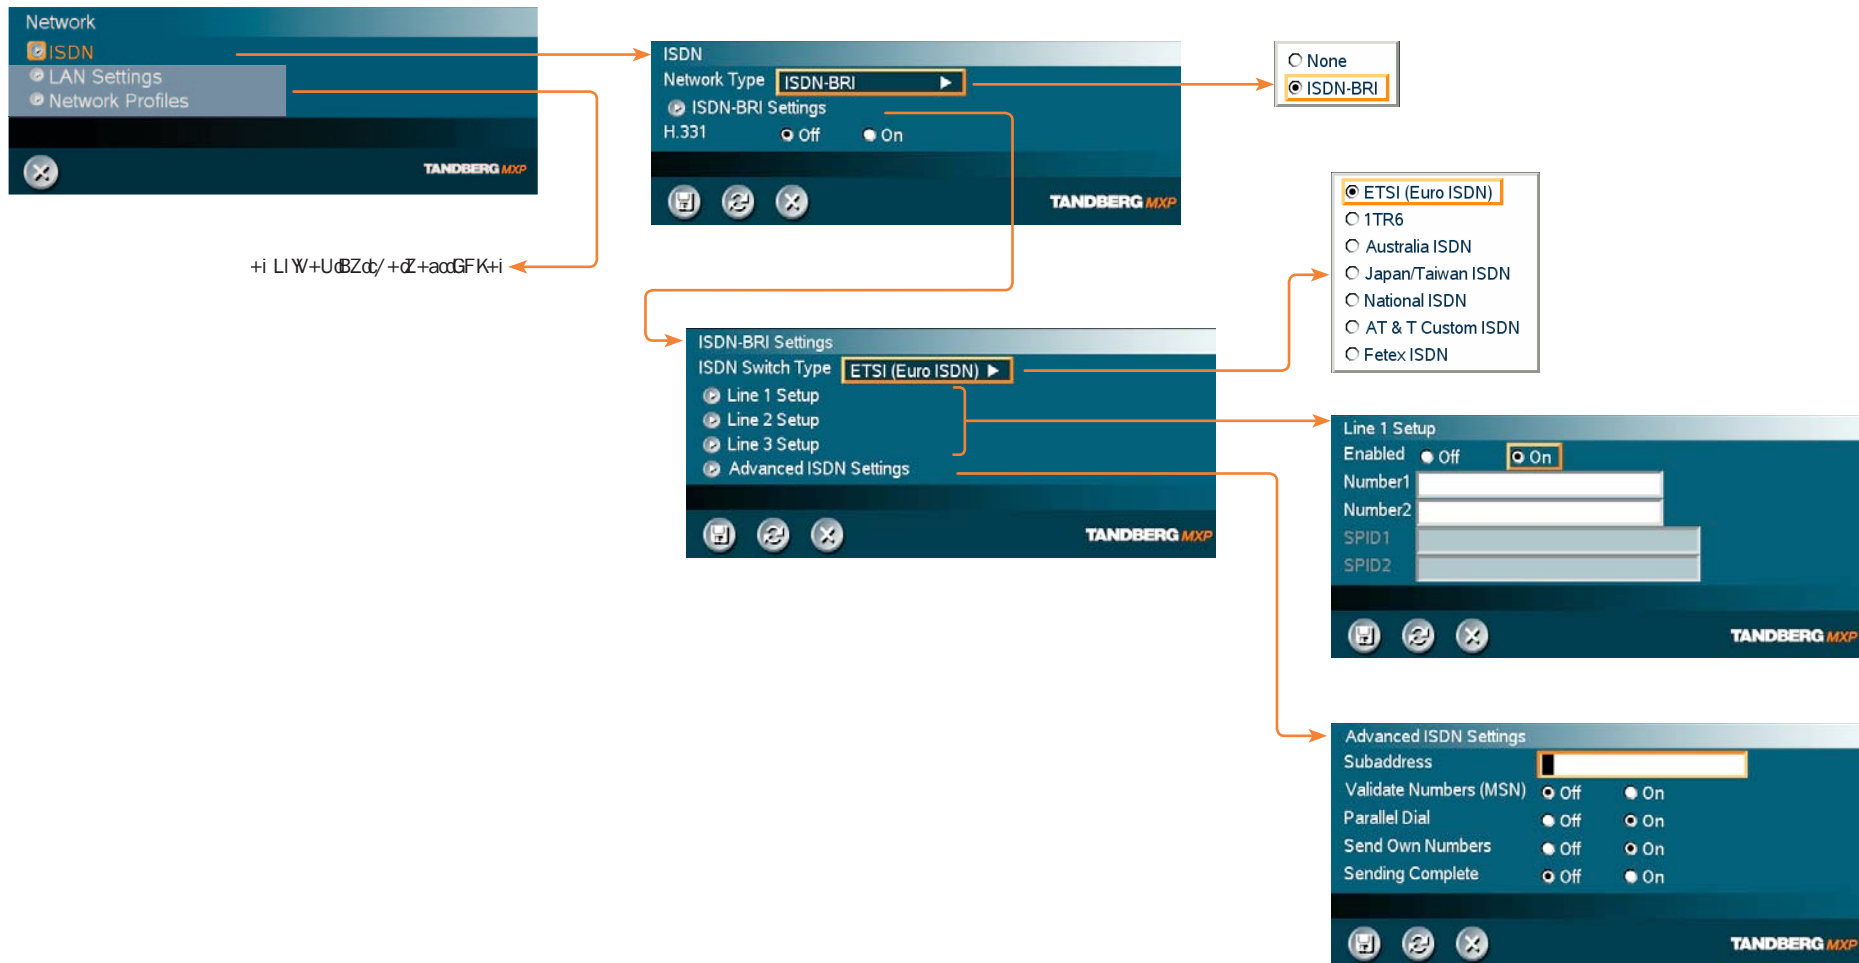 Network
ISDN
LAN Settings
Network Profiles
TANDBERG MXP
ISDN
Network Type ISDN-BRI
ISDN-BRI Settings
H.331 Off On
TANDBERG MXP
None
ISDN-BRI
ETSI (Euro ISDN)
1TR6
Australia ISDN
Japan/Taiwan ISDN
National ISDN
AT & T Custom ISDN
Fetex ISDN
ISDN-BRI Settings
ISDN Switch Type ETSI (Euro ISDN)
Line 1 Setup
Line 2 Setup
Line 3 Setup
Advanced ISDN Settings
TANDBERG MXP
Line 1 Setup
Enabled Off On
Number1
Number2
SPID1
SPID2
TANDBERG MXP
Advanced ISDN Settings
Subaddress
Validate Numbers (MSN) Off On
Parallel Dial Off On
Send Own Numbers Off On
Sending Complete Off On
TANDBERG MXP